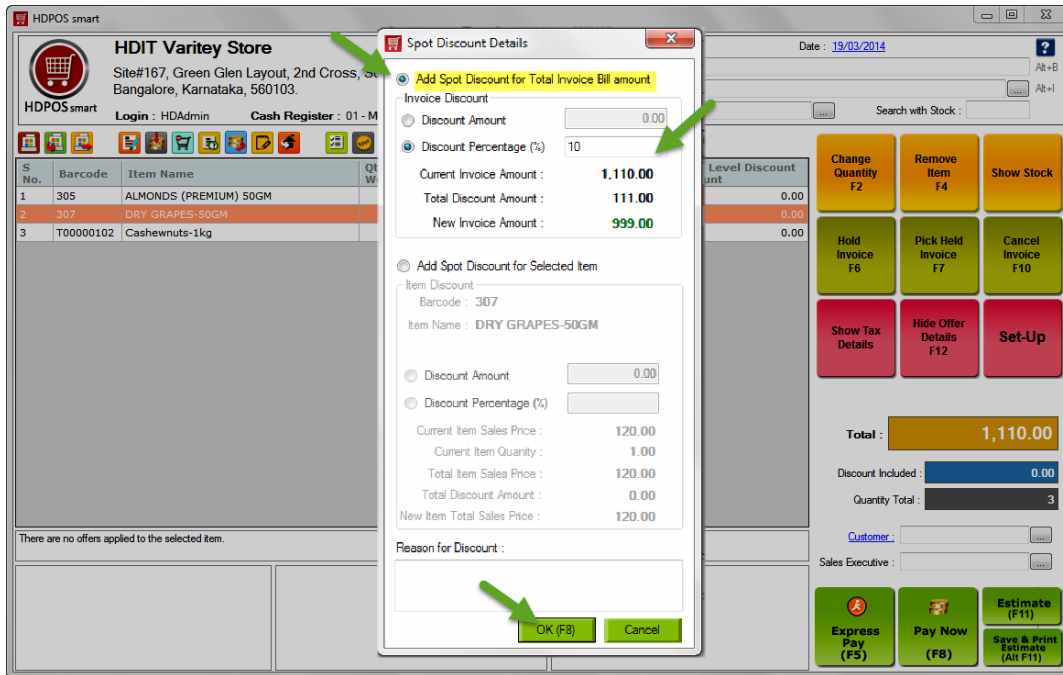 HDPOS smart
HDPOS smart
HDIT Varitey Store
Site#167, Green Glen Layout, 2nd Cross,
Bangalore, Karnataka, 560103.
Login : HDAdmin Cash Register : 01 - M
Date : 19/03/2014
?
Alt+B
... Alt+I
... Search with Stock :
S No. Barcode Item Name
Level Discount
1 305 ALMONDS (PREMIUM) 50GM 0.00
2 307 DRY GRAPES-50GM 0.00
3 T00000102 Cashewnuts-1kg 0.00
There are no offers applied to the selected item.
Spot Discount Details
Add Spot Discount for Total Invoice Bill amount
Invoice Discount
Discount Amount 0.00
Discount Percentage (%) 10
Current Invoice Amount : 1,110.00
Total Discount Amount : 111.00
New Invoice Amount : 999.00
Add Spot Discount for Selected Item
Item Discount
Barcode : 307
Item Name : DRY GRAPES-50GM
Discount Amount 0.00
Discount Percentage (%)
Current Item Sales Price : 120.00
Current Item Quanity : 1.00
Total Item Sales Price : 120.00
Total Discount Amount : 0.00
New Item Total Sales Price : 120.00
Reason for Discount :
OK (F8) Cancel
Change Quantity F2
Remove Item F4
Show Stock
Hold Invoice F6
Pick Held Invoice F7
Cancel Invoice F10
Show Tax Details
Hide Offer Details F12
Set-Up
Total : 1,110.00
Discount Included : 0.00
Quantity Total : 3
Customer : ...
Sales Executive : ...
Express Pay (F5)
Pay Now (F8)
Estimate (F11)
Save & Print Estimate (Alt F11)